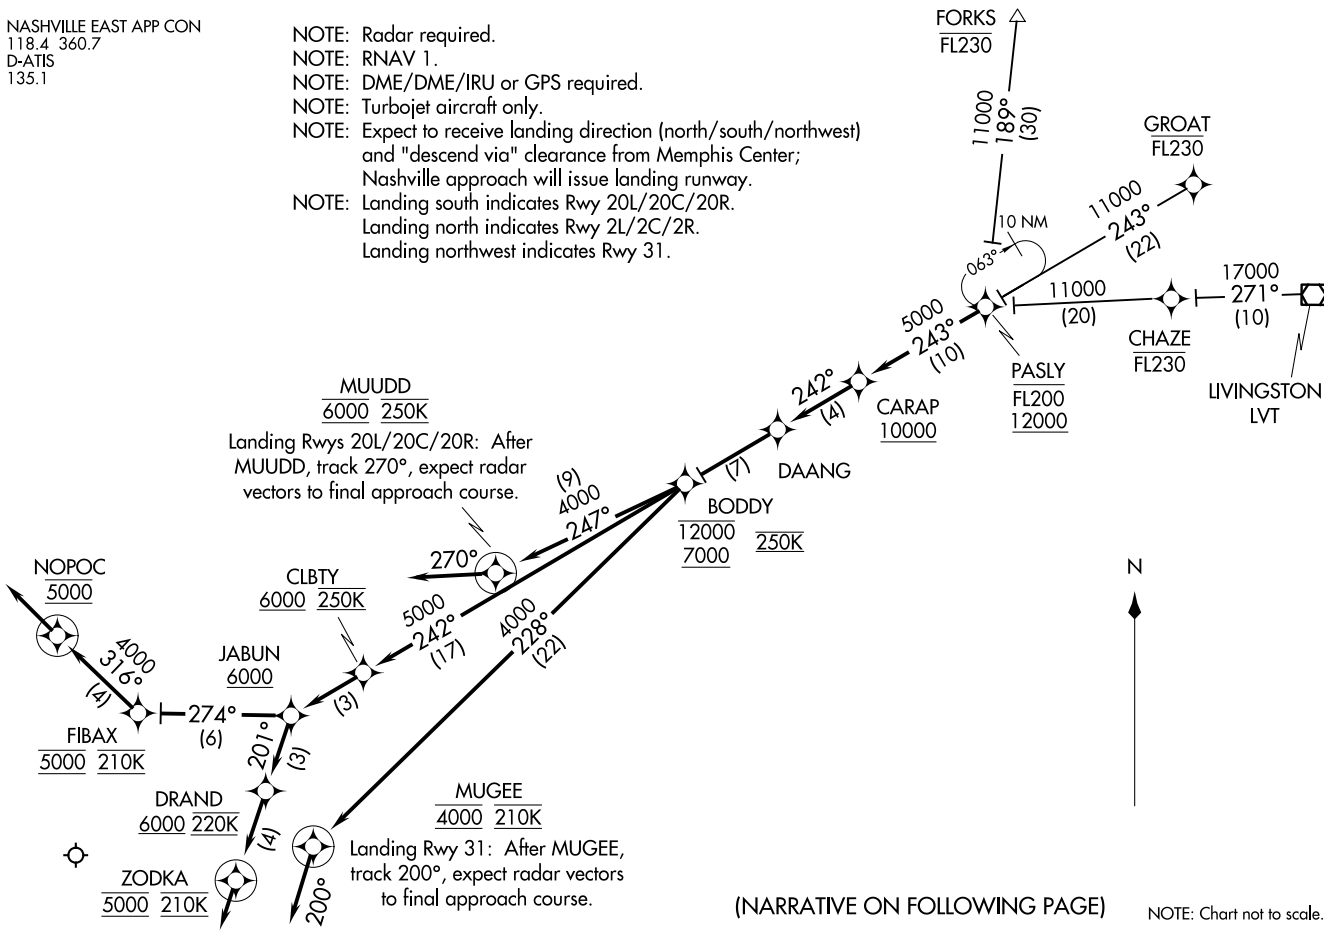 NASHVILLE EAST APP CON
118.4 360.7
D-ATIS
135.1
NOTE: Radar required.
NOTE: RNAV 1.
NOTE: DME/DME/IRU or GPS required.
NOTE: Turbojet aircraft only.
NOTE: Expect to receive landing direction (north/south/northwest)
and "descend via" clearance from Memphis Center;
Nashville approach will issue landing runway.
NOTE: Landing south indicates Rwy 20L/20C/20R.
Landing north indicates Rwy 2L/2C/2R.
Landing northwest indicates Rwy 31.
FORKS
FL230
11000
189°
(30)
GROAT
FL230
11000
243°
(22)
10 NM
063°
17000
271°
(10)
11000
(20)
CHAZE
FL230
LIVINGSTON
LVT
PASLY
FL200
12000
5000
243°
(10)
CARAP
10000
242°
(4)
DAANG
(7)
BODDY
12000
7000
250K
MUUDD
6000 250K
Landing Rwys 20L/20C/20R: After
MUUDD, track 270°, expect radar
vectors to final approach course.
(9)
4000
247°
270°
CLBTY
6000 250K
5000
242°
(17)
4000
228°
(22)
NOPOC
5000
4000
316°
(4)
JABUN
6000
(3)
274°
(6)
FIBAX
5000 210K
201°
(3)
DRAND
6000 220K
(4)
ZODKA
5000 210K
MUGEE
4000 210K
Landing Rwy 31: After MUGEE,
track 200°, expect radar vectors
to final approach course.
200°
N
(NARRATIVE ON FOLLOWING PAGE)
NOTE: Chart not to scale.